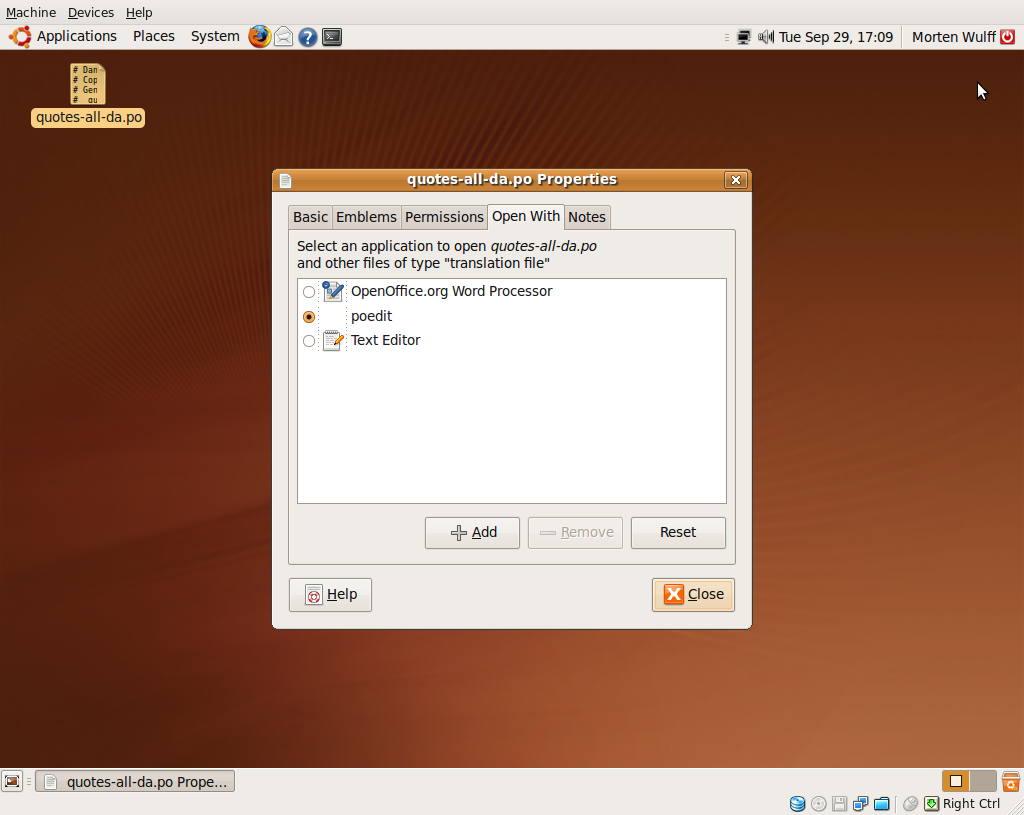 Machine Devices Help
Applications Places System Tue Sep 29, 17:09 Morten Wulff
# Dan
# Cop
# Gen
# qu
quotes-all-da.po
quotes-all-da.po Properties
Basic Emblems Permissions Open With Notes
Select an application to open quotes-all-da.po
and other files of type "translation file"
OpenOffice.org Word Processor
poedit
Text Editor
Add Remove Reset
Help Close
quotes-all-da.po Prope...
Right Ctrl